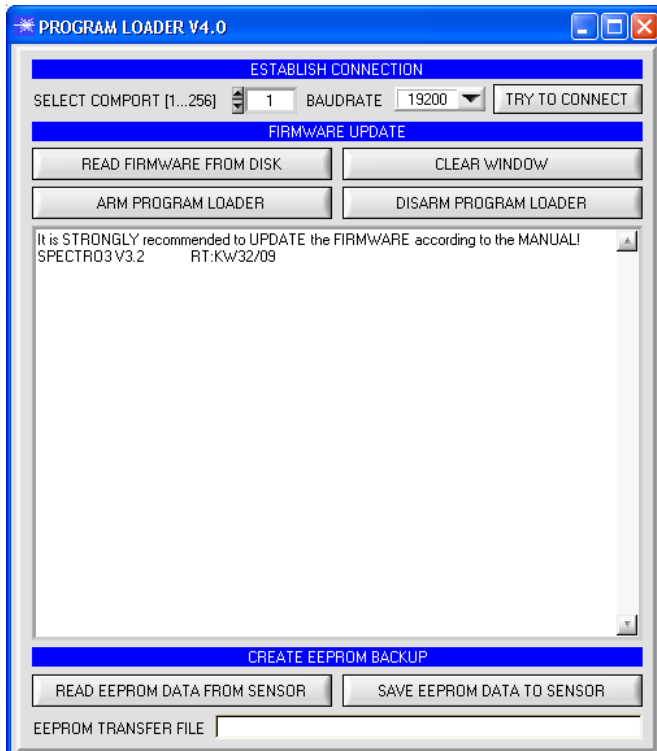 PROGRAM LOADER V4.0
ESTABLISH CONNECTION
SELECT COMPORT [1...256] 1 BAUDRATE 19200 TRY TO CONNECT
FIRMWARE UPDATE
READ FIRMWARE FROM DISK CLEAR WINDOW
ARM PROGRAM LOADER DISARM PROGRAM LOADER
It is STRONGLY recommended to UPDATE the FIRMWARE according to the MANUAL!
SPECTRO3 V3.2 RT:KW32/09
CREATE EEPROM BACKUP
READ EEPROM DATA FROM SENSOR SAVE EEPROM DATA TO SENSOR
EEPROM TRANSFER FILE